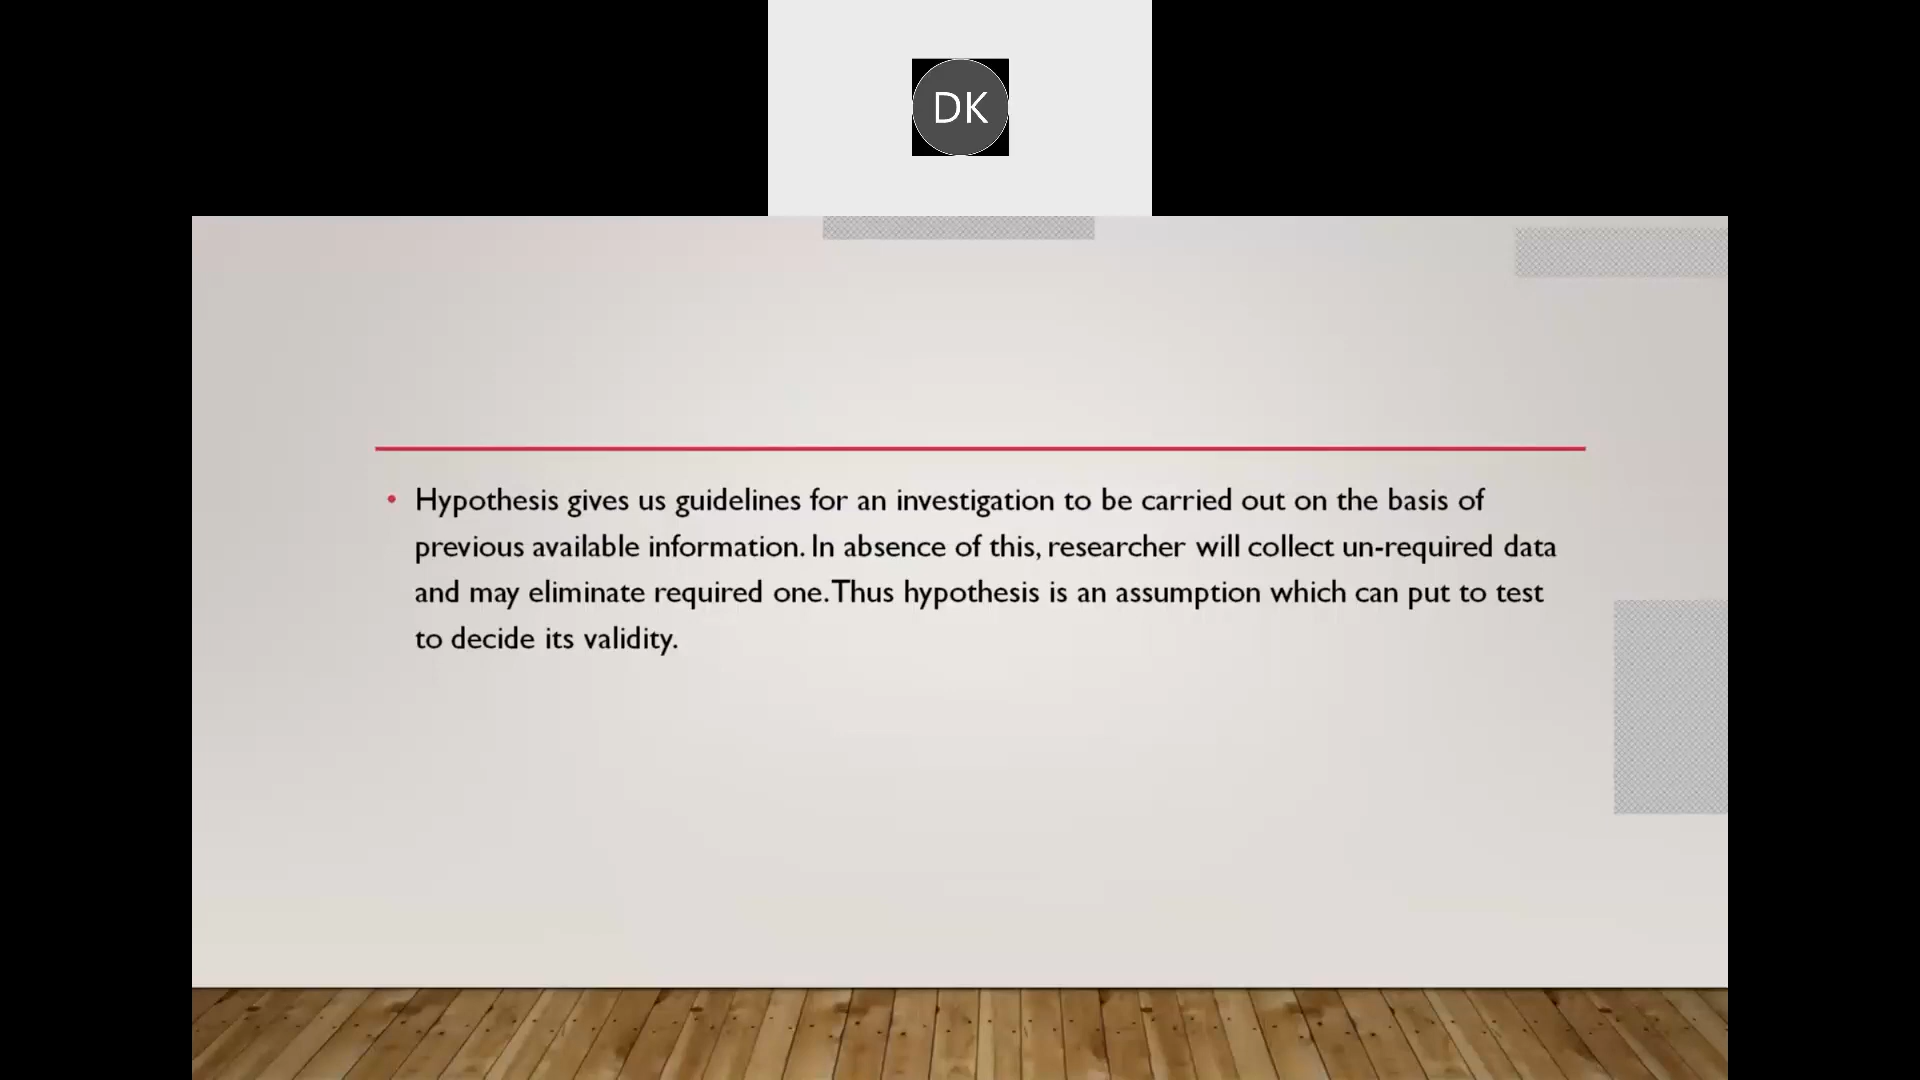 DK
• Hypothesis gives us guidelines for an investigation to be carried out on the basis of
previous available information. In absence of this, researcher will collect un-required data
and may eliminate required one. Thus hypothesis is an assumption which can put to test
to decide its validity.